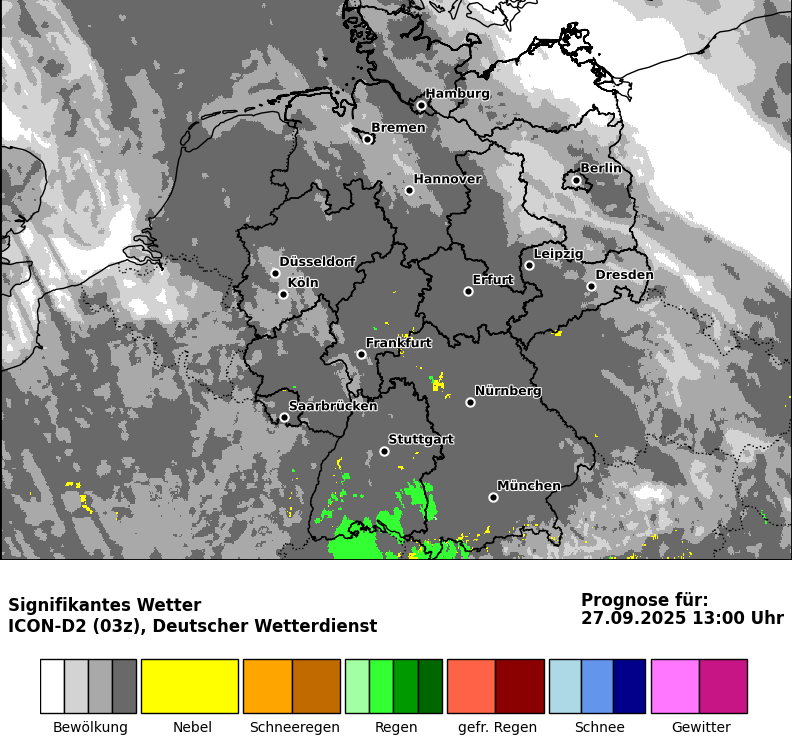 Hamburg
Bremen
Berlin
Hannover
Düsseldorf
Leipzig
Köln
Erfurt
Dresden
Frankfurt
Nürnberg
Saarbrücken
Stuttgart
München
Signifikantes Wetter
ICON-D2 (03z), Deutscher Wetterdienst
Prognose für:
27.09.2025 13:00 Uhr
Bewölkung
Nebel
Schneeregen
Regen
gefr. Regen
Schnee
Gewitter